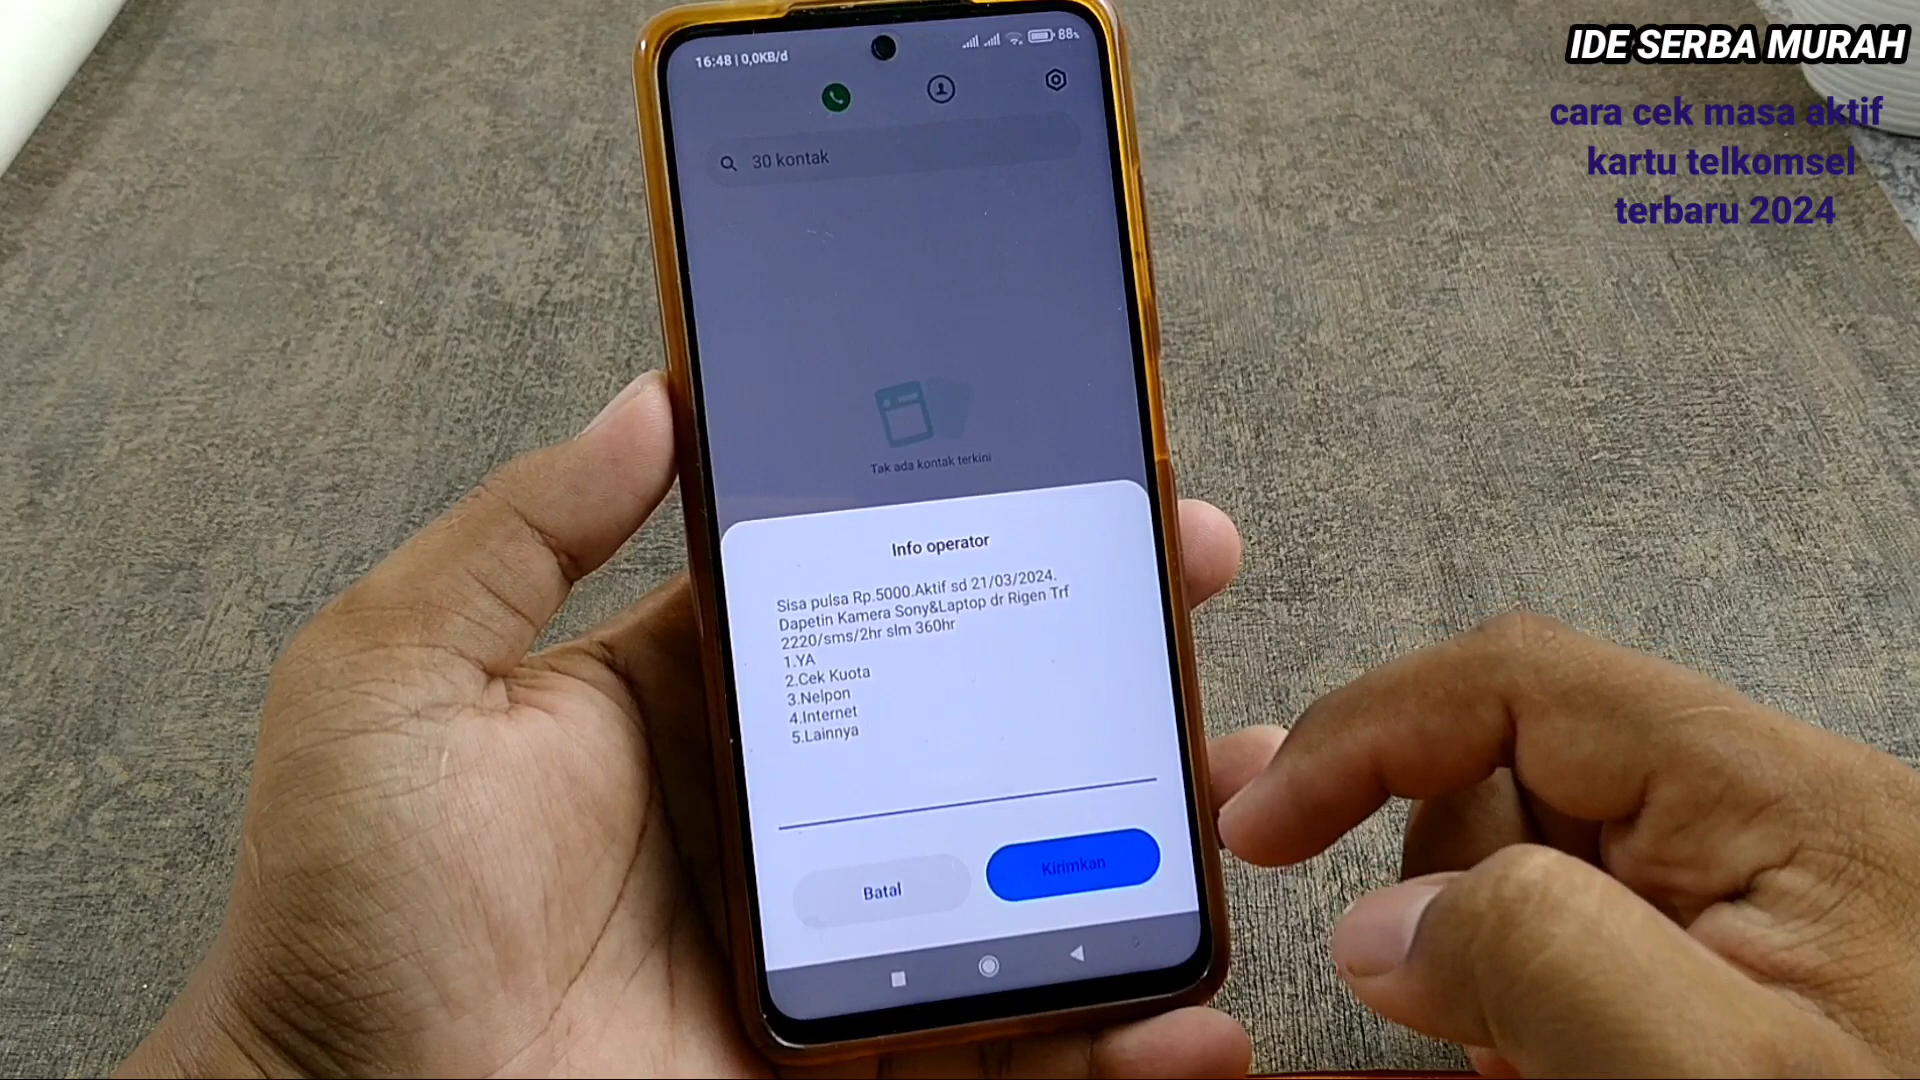 IDE SERBA MURAH
cara cek masa aktif
kartu telkomsel
terbaru 2024
16:48 | 0,0KB/d
88%
30 kontak
Tak ada kontak terkini
Info operator
Sisa pulsa Rp.5000.Aktif sd 21/03/2024.
Dapetin Kamera Sony&Laptop dr Rigen Trf
2220/sms/2hr slm 360hr
1.YA
2.Cek Kuota
3.Nelpon
4.Internet
5.Lainnya
Batal
Kirimkan